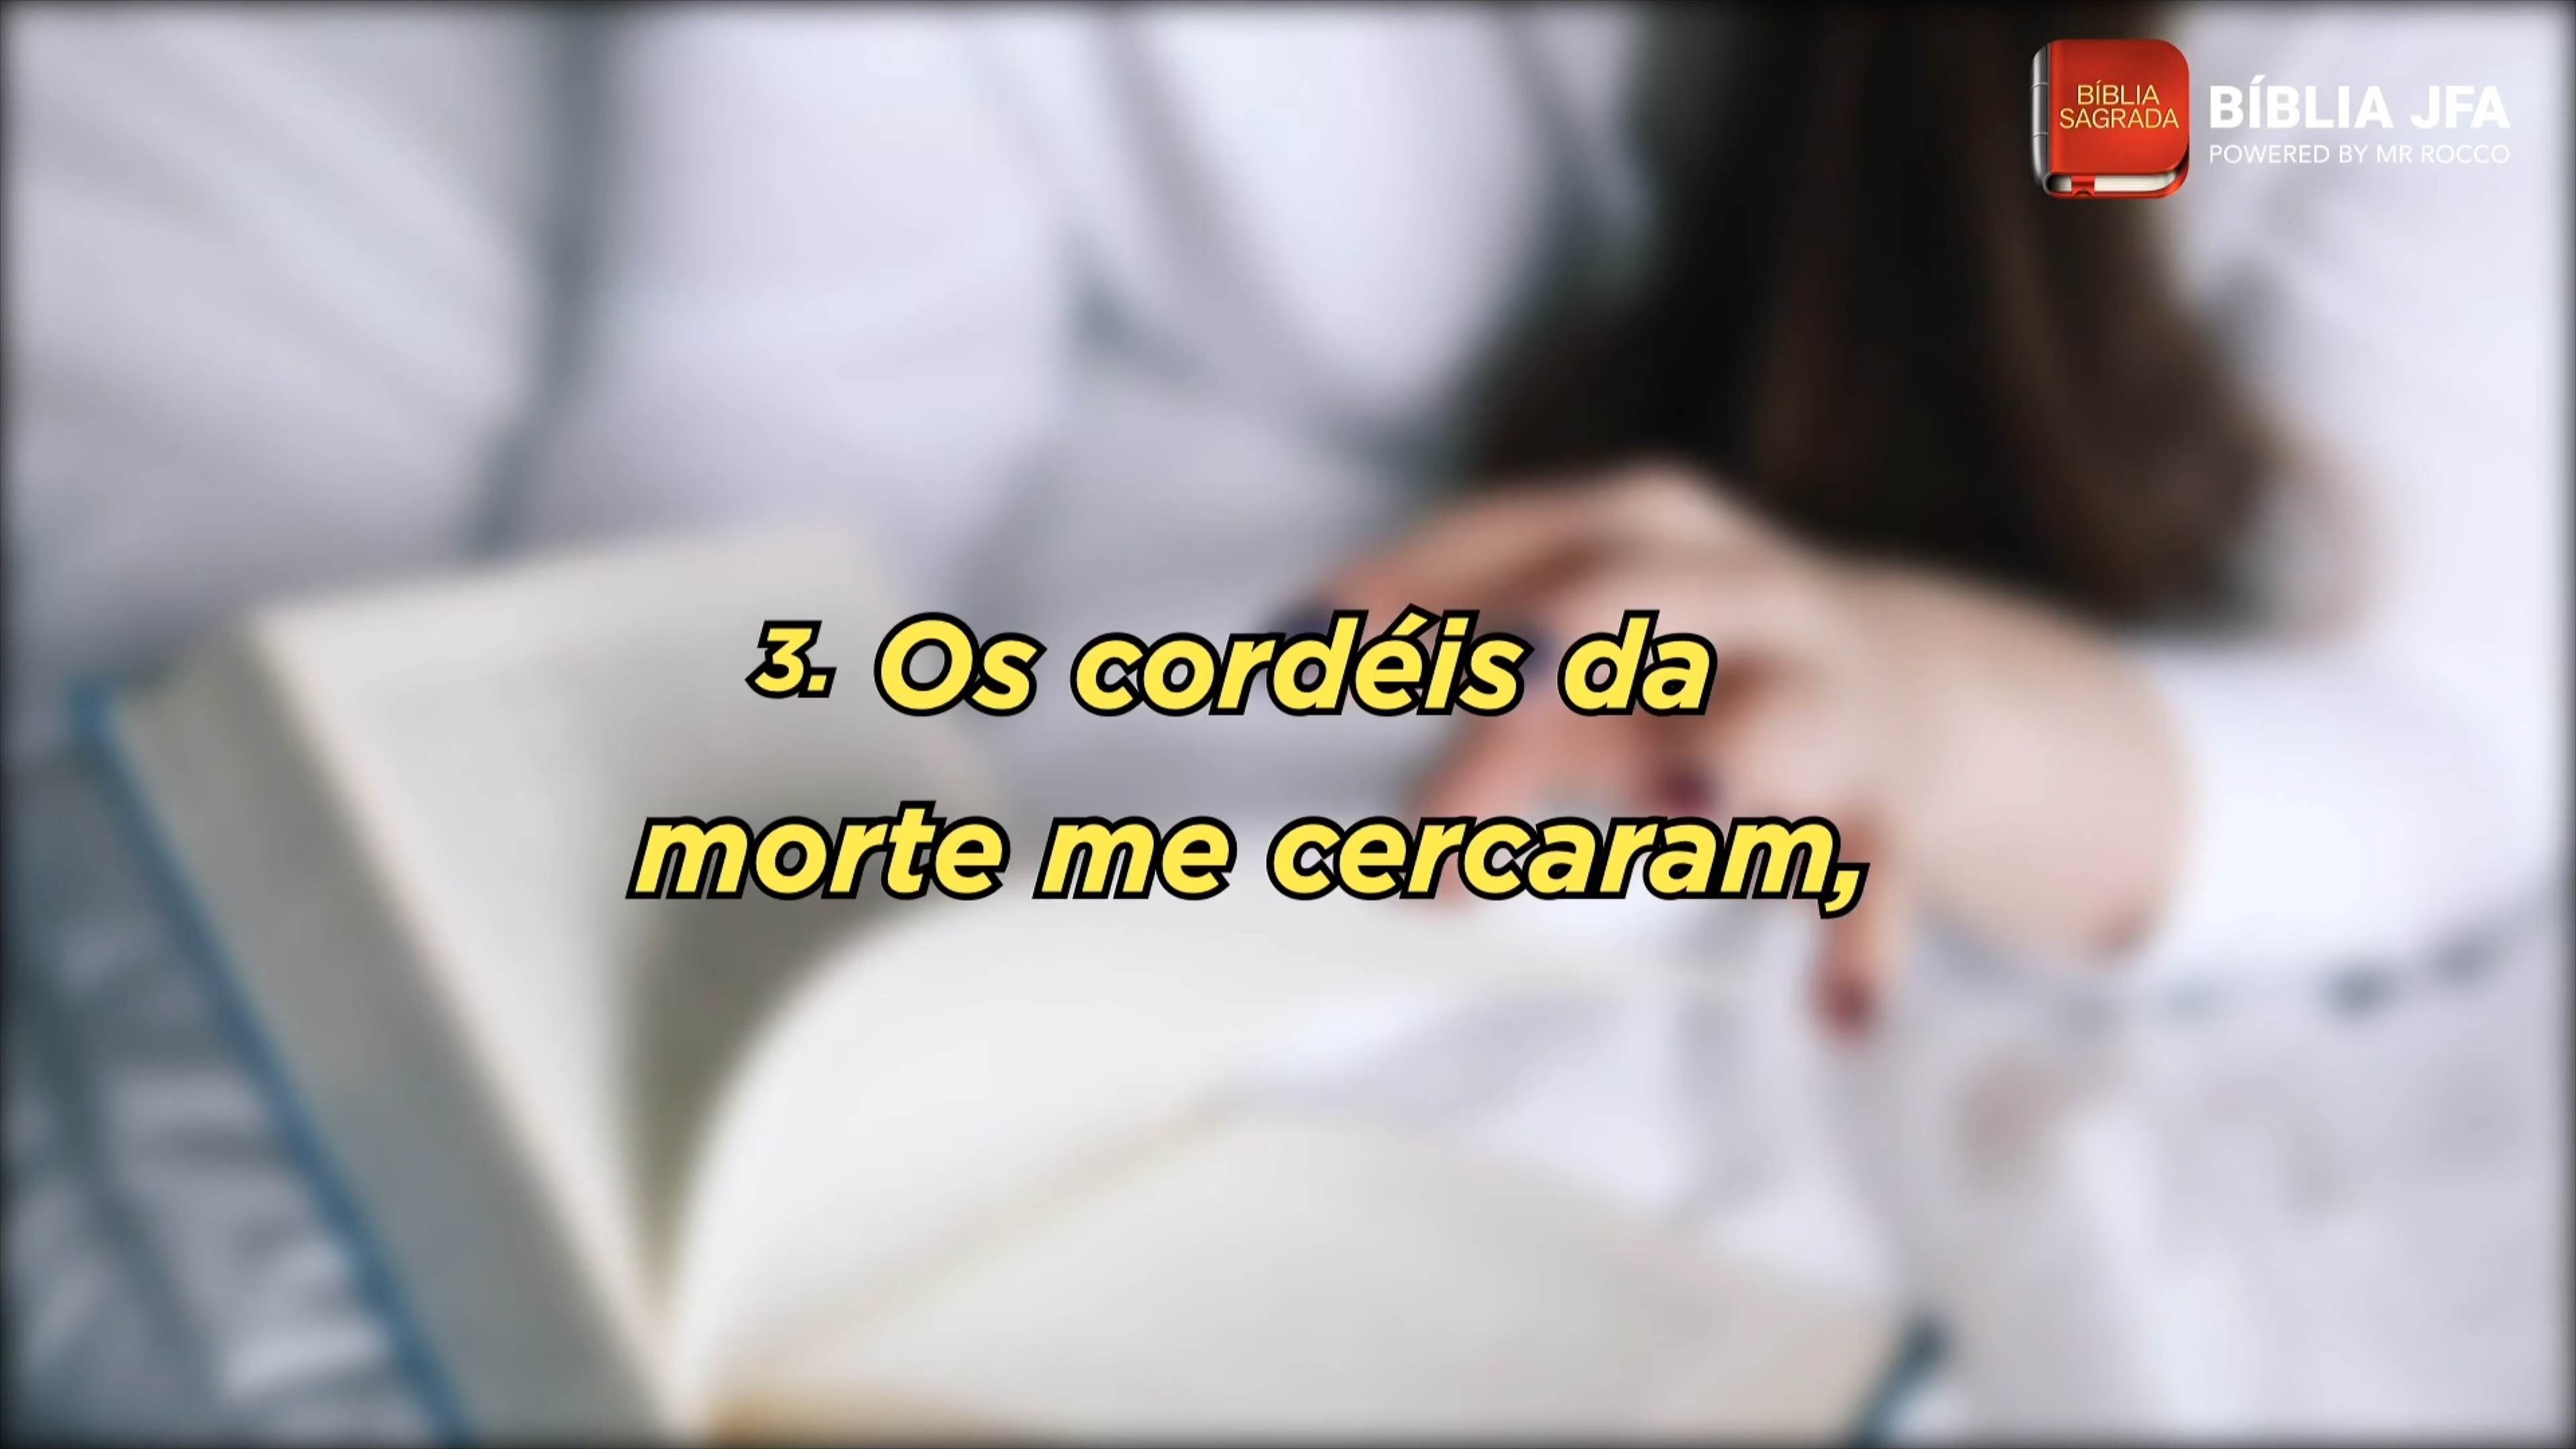 BÍBLIA
SAGRADA
BÍBLIA JFA
POWERED BY MR ROCCO
3. Os cordéis da
morte me cercaram,